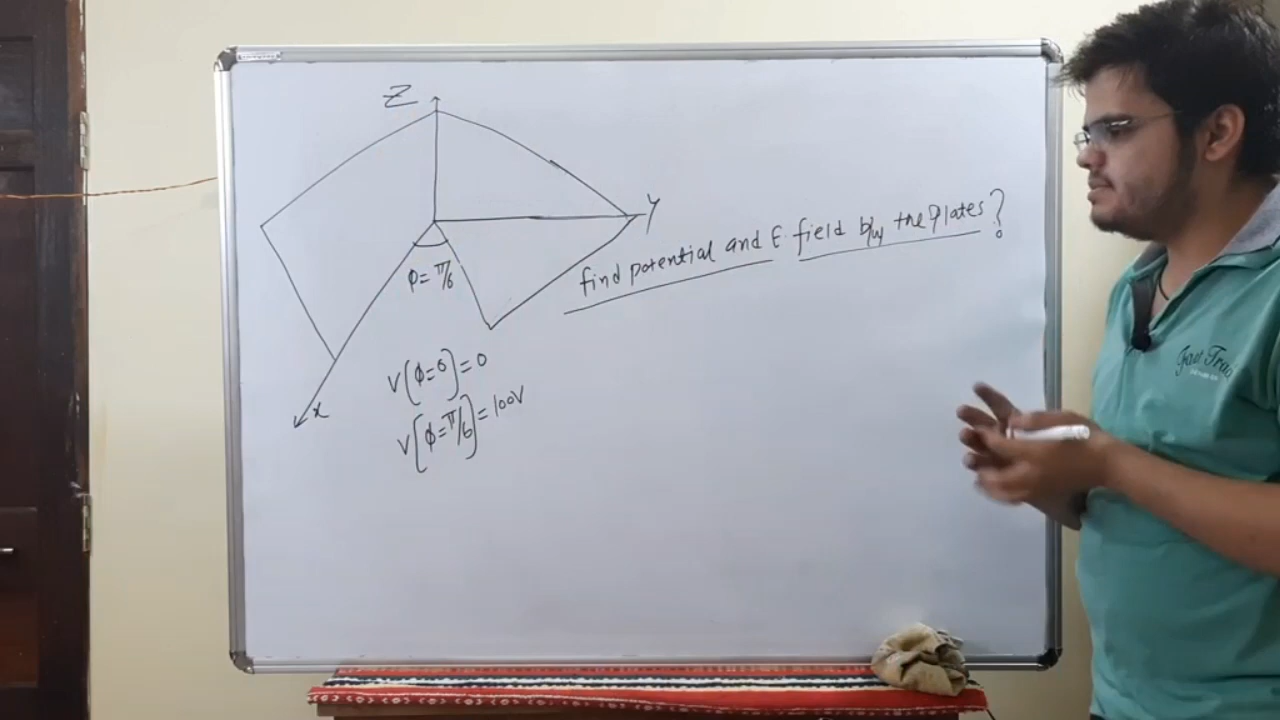 Z
Y
find potential and E field b/w the plates?
φ=π/6
x
V(φ=0)=0
V(φ=π/6)=100V